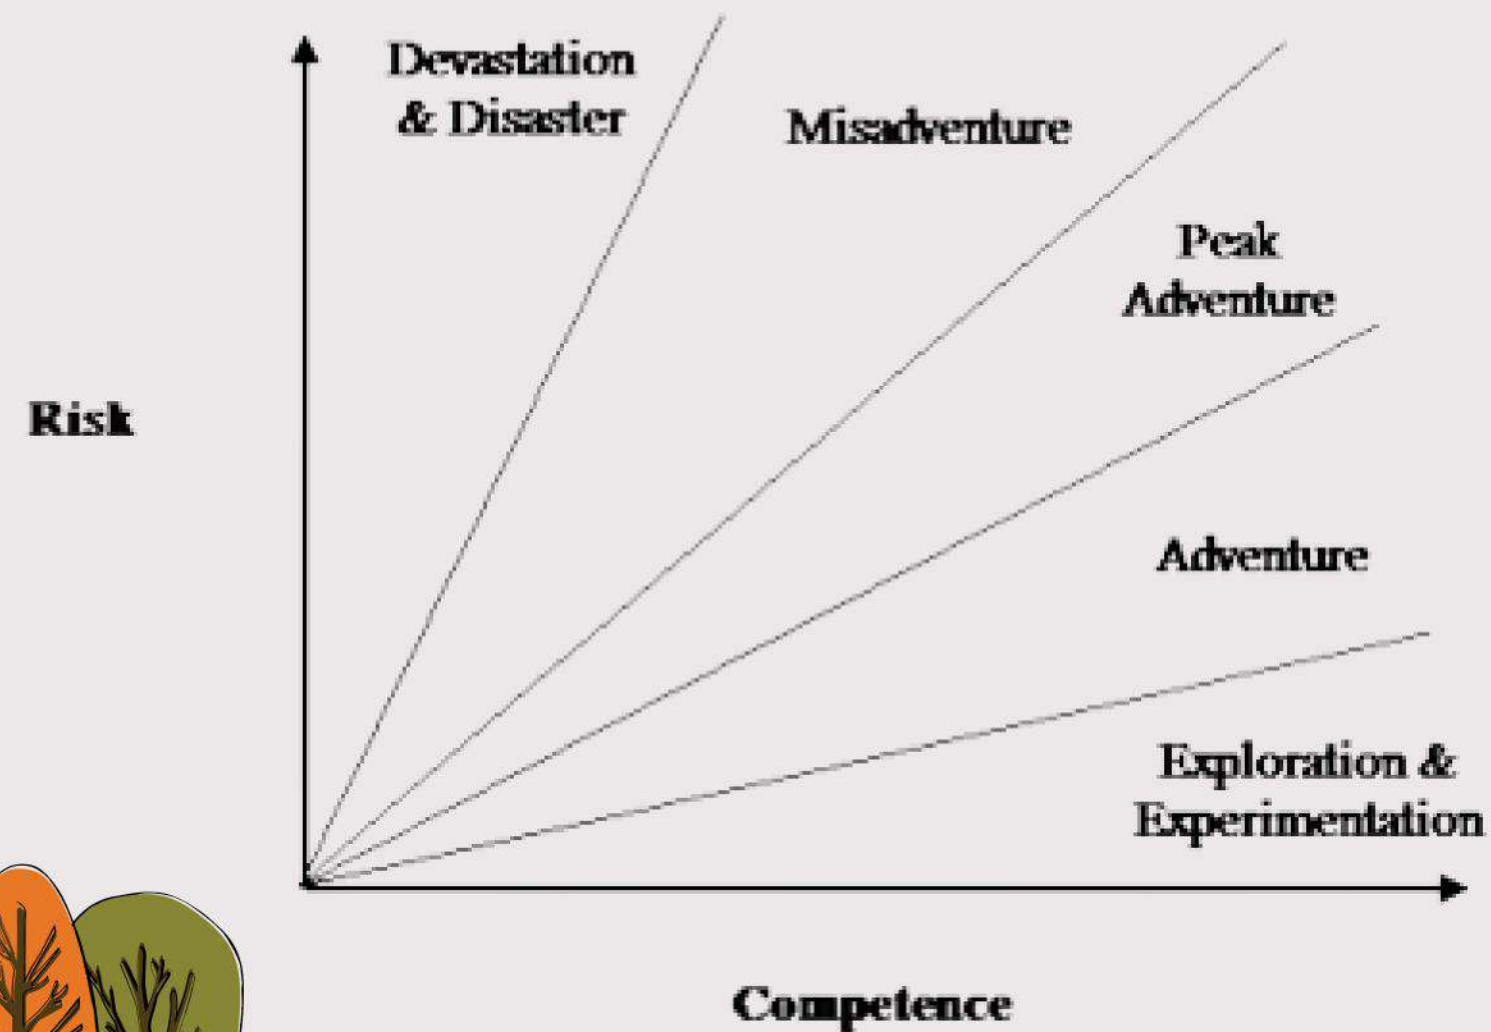 Devastation
& Disaster
Misadventure
Peak
Adventure
Risk
Adventure
Exploration &
Experimentation
Competence